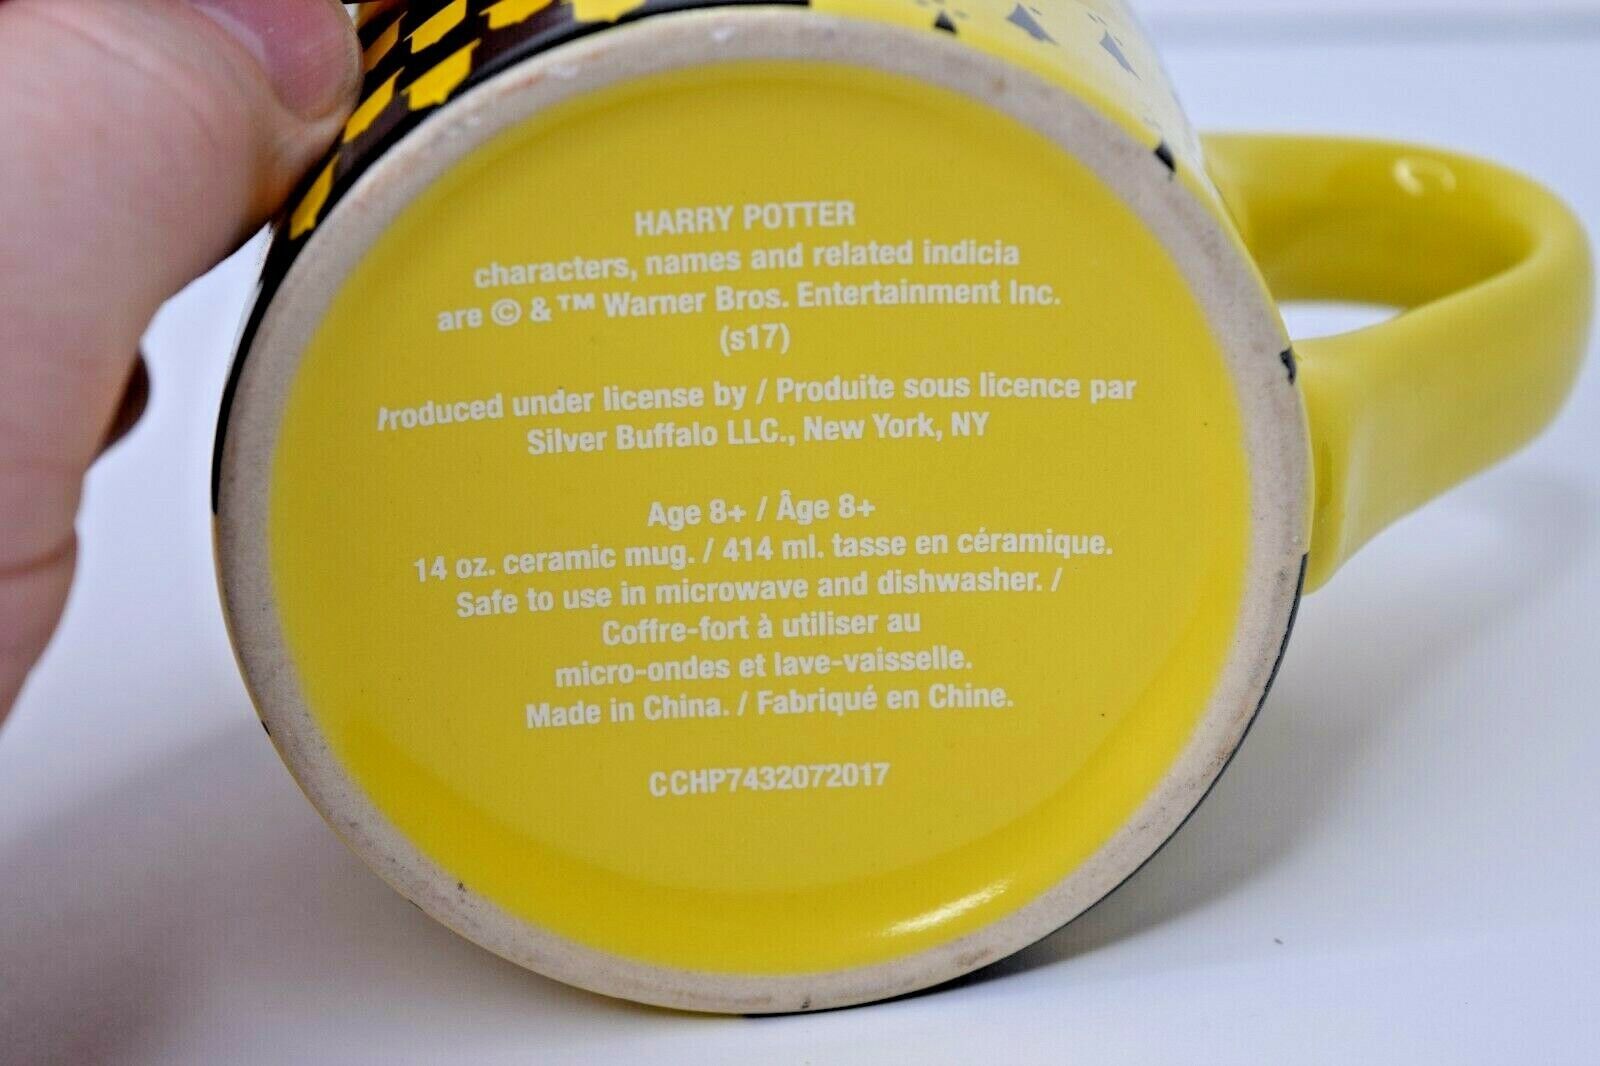 HARRY POTTER
characters, names and related indicia
are © & ™ Warner Bros. Entertainment Inc.
(s17)
Produced under license by / Produite sous licence par
Silver Buffalo LLC., New York, NY
Age 8+ / Âge 8+
14 oz. ceramic mug. / 414 ml. tasse en céramique.
Safe to use in microwave and dishwasher. /
Coffre-fort à utiliser au
micro-ondes et lave-vaisselle.
Made in China. / Fabriqué en Chine.
CCHP7432072017